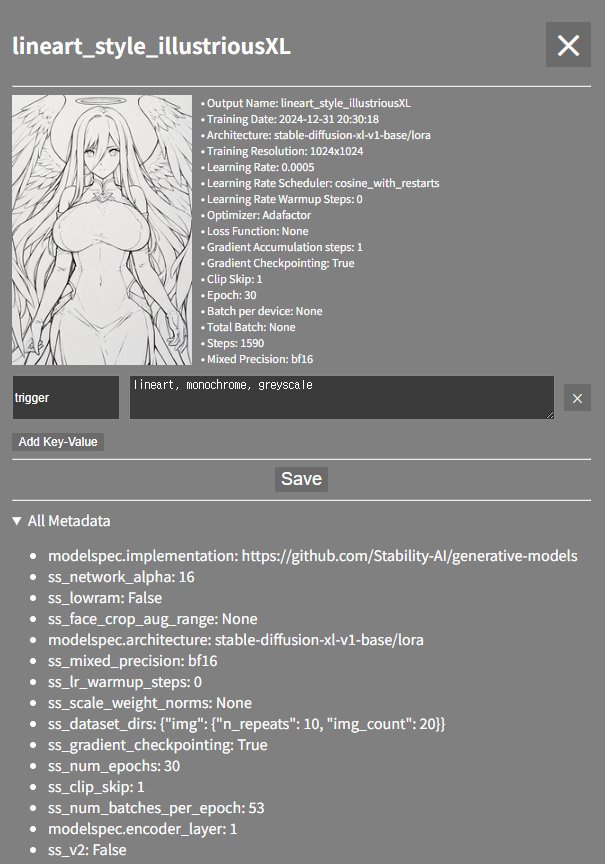 lineart_style_illustriousXL
• Output Name: lineart_style_illustriousXL
• Training Date: 2024-12-31 20:30:18
• Architecture: stable-diffusion-xl-v1-base/lora
• Training Resolution: 1024x1024
• Learning Rate: 0.0005
• Learning Rate Scheduler: cosine_with_restarts
• Learning Rate Warmup Steps: 0
• Optimizer: Adafactor
• Loss Function: None
• Gradient Accumulation steps: 1
• Gradient Checkpointing: True
• Clip Skip: 1
• Epoch: 30
• Batch per device: None
• Total Batch: None
• Steps: 1590
• Mixed Precision: bf16
trigger
lineart, monochrome, greyscale
Add Key-Value
Save
▼ All Metadata
• modelspec.implementation: https://github.com/Stability-AI/generative-models
• ss_network_alpha: 16
• ss_lowram: False
• ss_face_crop_aug_range: None
• modelspec.architecture: stable-diffusion-xl-v1-base/lora
• ss_mixed_precision: bf16
• ss_lr_warmup_steps: 0
• ss_scale_weight_norms: None
• ss_dataset_dirs: {"img": {"n_repeats": 10, "img_count": 20}}
• ss_gradient_checkpointing: True
• ss_num_epochs: 30
• ss_clip_skip: 1
• ss_num_batches_per_epoch: 53
• modelspec.encoder_layer: 1
• ss_v2: False